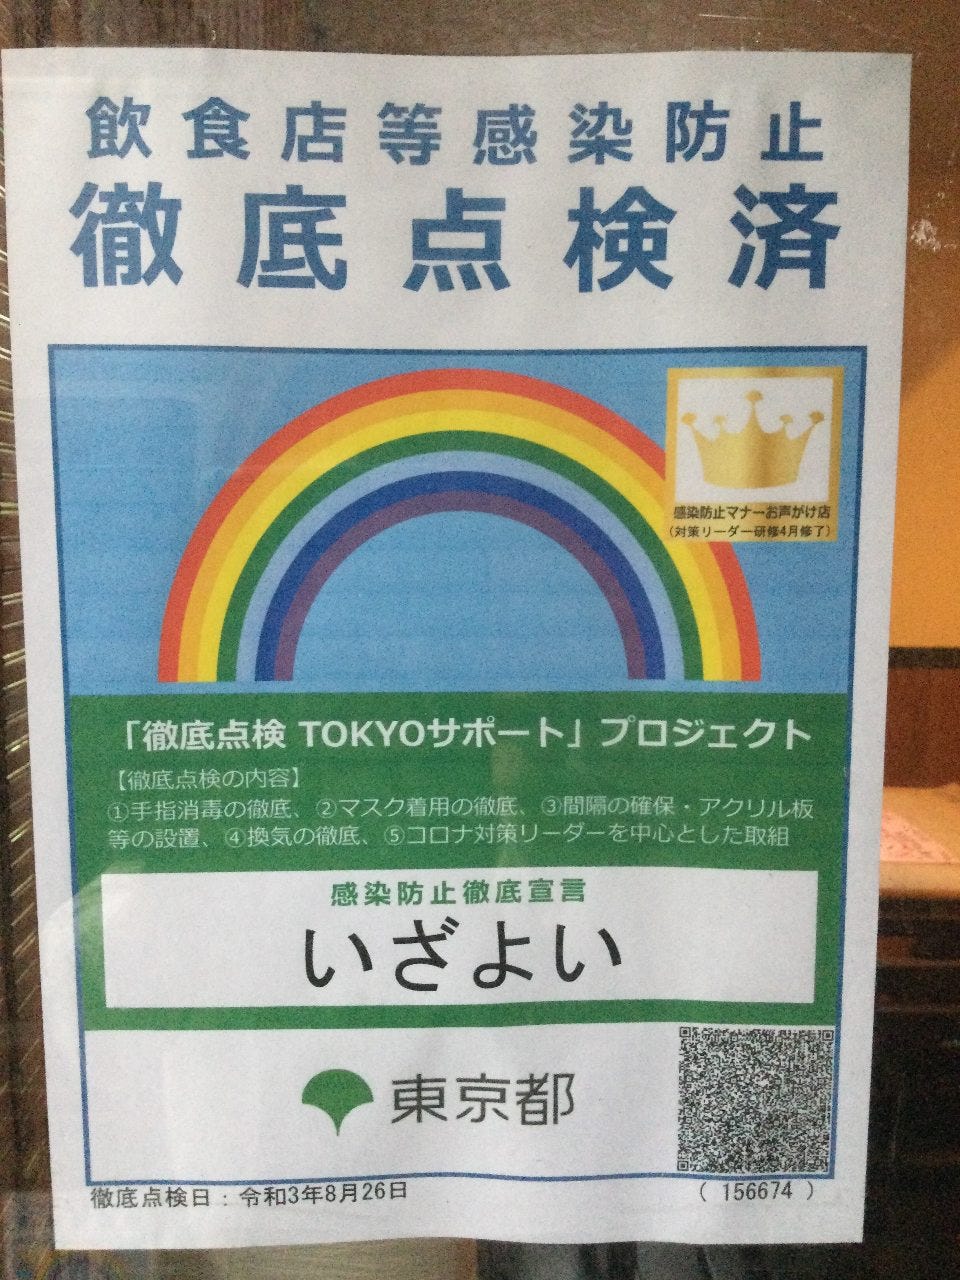 飲食店等感染防止
徹底点検済
感染防止マナーお声がけ店
(対策リーダー研修4月修了)
「徹底点検 TOKYOサポート」プロジェクト
【徹底点検の内容】
①手指消毒の徹底、②マスク着用の徹底、③間隔の確保・アクリル板
等の設置、④換気の徹底、⑤コロナ対策リーダーを中心とした取組
感染防止徹底宣言
いざよい
東京都
徹底点検日：令和3年8月26日
( 156674 )